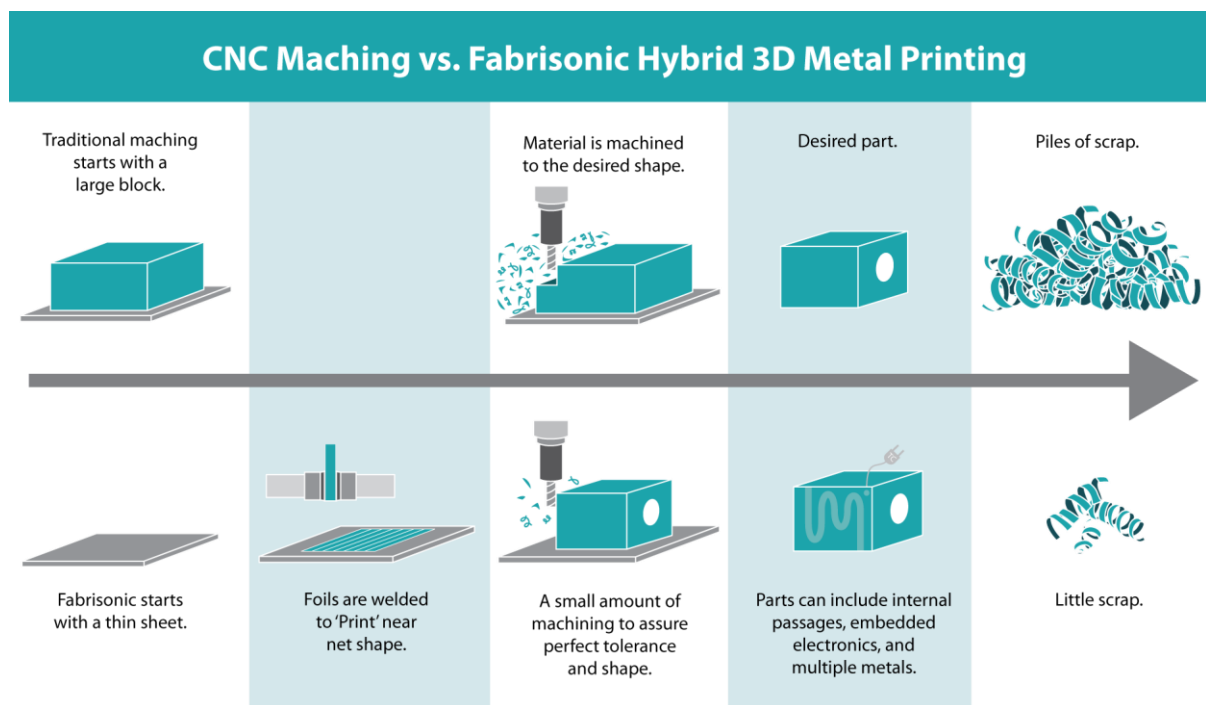 CNC Maching vs. Fabrisonic Hybrid 3D Metal Printing
Traditional maching
starts with a
large block.
Material is machined
to the desired shape.
Desired part.
Piles of scrap.
Fabrisonic starts
with a thin sheet.
Foils are welded
to ‘Print’ near
net shape.
A small amount of
machining to assure
perfect tolerance
and shape.
Parts can include internal
passages, embedded
electronics, and
multiple metals.
Little scrap.